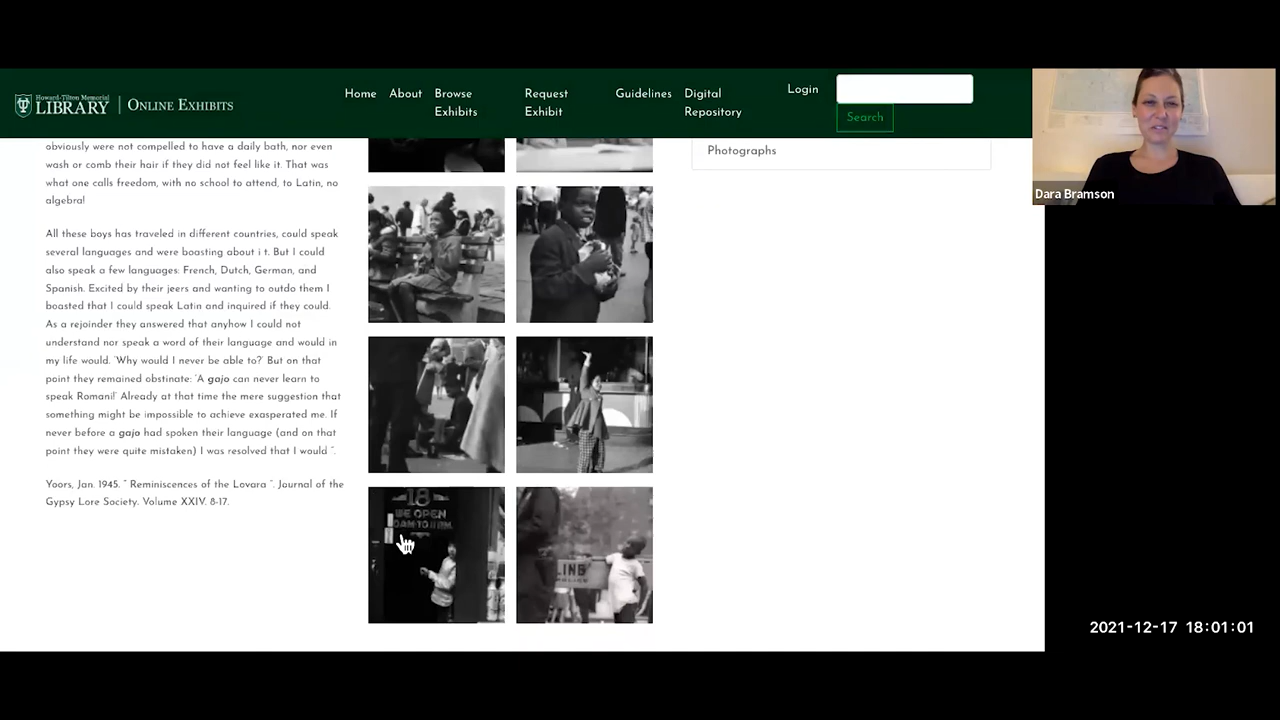 Howard-Tilton Memorial
LIBRARY | ONLINE EXHIBITS
Home
About
Browse
Exhibits
Request
Exhibit
Guidelines
Digital
Repository
Login
Search
obviously were not compelled to have a daily bath, nor even
wash or comb their hair if they did not feel like it. That was
what one calls freedom, with no school to attend, to Latin, no
algebra!
All these boys has traveled in different countries, could speak
several languages and were boasting about i t. But I could
also speak a few languages: French, Dutch, German, and
Spanish. Excited by their jeers and wanting to outdo them I
boasted that I could speak Latin and inquired if they could.
As a rejoinder they answered that anyhow I could not
understand nor speak a word of their language and would in
my life would. 'Why would I never be able to?' But on that
point they remained obstinate: 'A gajo can never learn to
speak Romani!' Already at that time the mere suggestion that
something might be impossible to achieve exasperated me. If
never before a gajo had spoken their language (and on that
point they were quite mistaken) I was resolved that I would ".
Yoors, Jan. 1945. " Reminiscences of the Lovara ". Journal of the
Gypsy Lore Society. Volume XXIV. 8-17.
18
WE OPEN
LINE
Photographs
Dara Bramson
2021-12-17 18:01:01